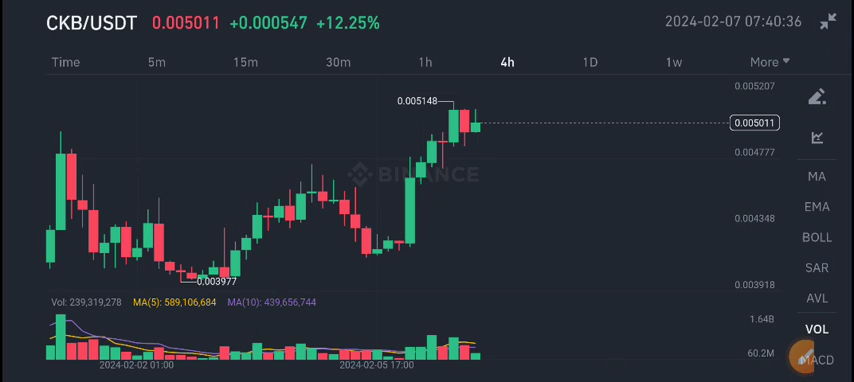 CKB/USDT 0.005011 +0.000547 +12.25% 2024-02-07 07:40:36
Time 5m 15m 30m 1h 4h 1D 1w More
0.005207
0.005148
0.005011
0.004777
BINANCE
MA
EMA
0.004348
BOLL
SAR
0.003977
0.003918
AVL
Vol: 239,319,278 MA(5): 589,106,684 MA(10): 439,656,744
1.64B
VOL
60.2M
MACD
2024-02-02 01:00 2024-02-05 17:00